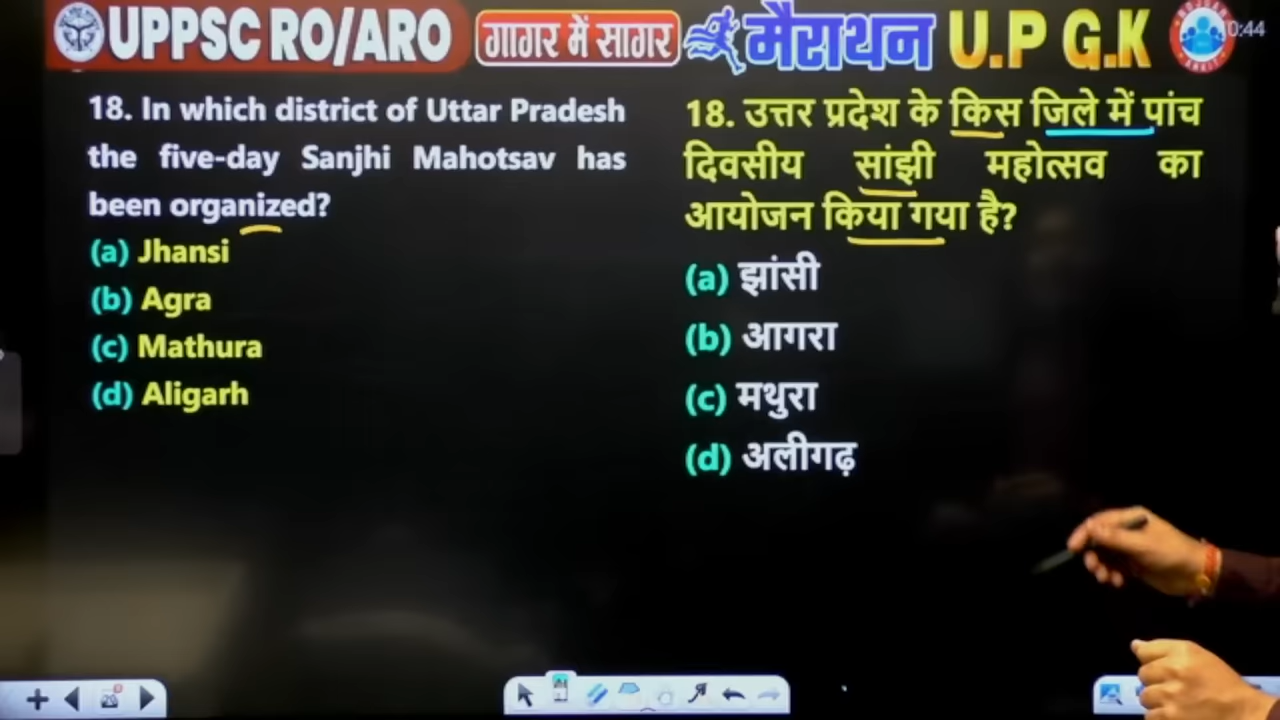 UPPSC RO/ARO गागर में सागर मैराथन U.P G.K
0:44
18. In which district of Uttar Pradesh
the five-day Sanjhi Mahotsav has
been organized?
(a) Jhansi
(b) Agra
(c) Mathura
(d) Aligarh
18. उत्तर प्रदेश के किस जिले में पांच
दिवसीय सांझी महोत्सव का
आयोजन किया गया है?
(a) झांसी
(b) आगरा
(c) मथुरा
(d) अलीगढ़